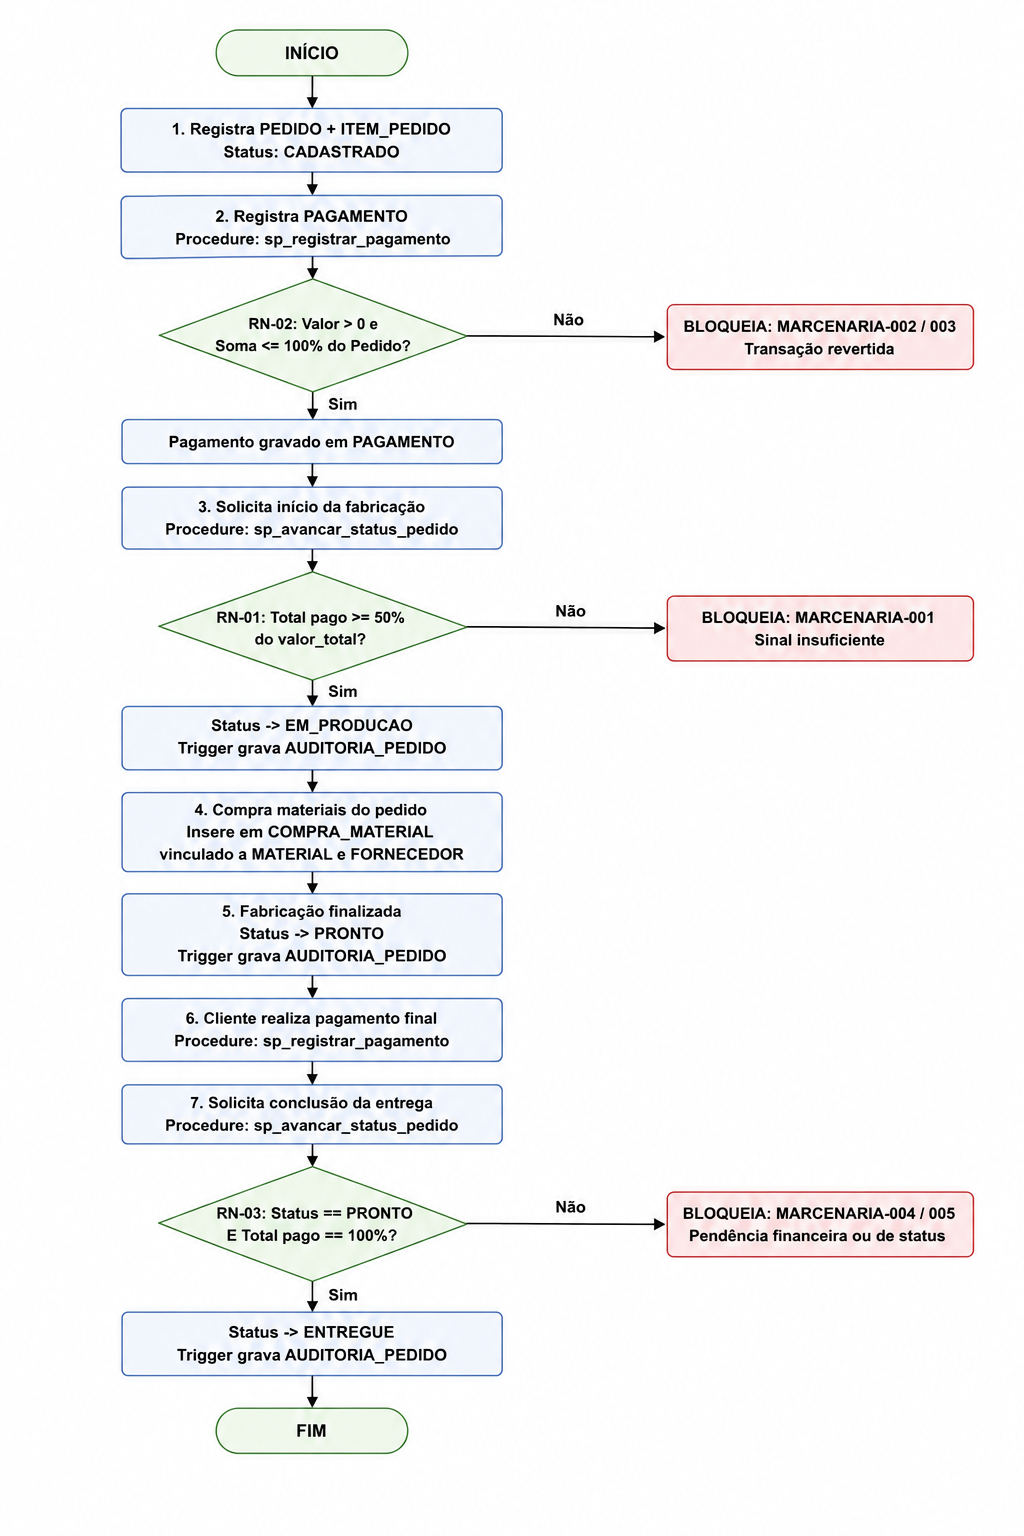 INÍCIO
1. Registra PEDIDO + ITEM_PEDIDO
Status: CADASTRADO
2. Registra PAGAMENTO
Procedure: sp_registrar_pagamento
RN-02: Valor > 0 e
Soma <= 100% do Pedido?
Não
BLOQUEIA: MARCENARIA-002 / 003
Transação revertida
Sim
Pagamento gravado em PAGAMENTO
3. Solicita início da fabricação
Procedure: sp_avancar_status_pedido
RN-01: Total pago >= 50%
do valor_total?
Não
BLOQUEIA: MARCENARIA-001
Sinal insuficiente
Sim
Status -> EM_PRODUCAO
Trigger grava AUDITORIA_PEDIDO
4. Compra materiais do pedido
Insere em COMPRA_MATERIAL
vinculado a MATERIAL e FORNECEDOR
5. Fabricação finalizada
Status -> PRONTO
Trigger grava AUDITORIA_PEDIDO
6. Cliente realiza pagamento final
Procedure: sp_registrar_pagamento
7. Solicita conclusão da entrega
Procedure: sp_avancar_status_pedido
RN-03: Status == PRONTO
E Total pago == 100%?
Não
BLOQUEIA: MARCENARIA-004 / 005
Pendência financeira ou de status
Sim
Status -> ENTREGUE
Trigger grava AUDITORIA_PEDIDO
FIM